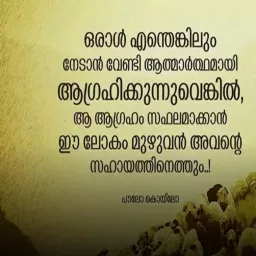 ഒരാൾ എന്തെങ്കിലും
നേടാൻ വേണ്ടി ആത്മാർത്ഥമായി
ആഗ്രഹിക്കുന്നുവെങ്കിൽ,
ആ ആഗ്രഹം സഫലമാക്കാൻ
ഈ ലോകം മുഴുവൻ അവന്റെ
സഹായത്തിനെത്തും..!
പൗലോ കൊയ്‌ലോ